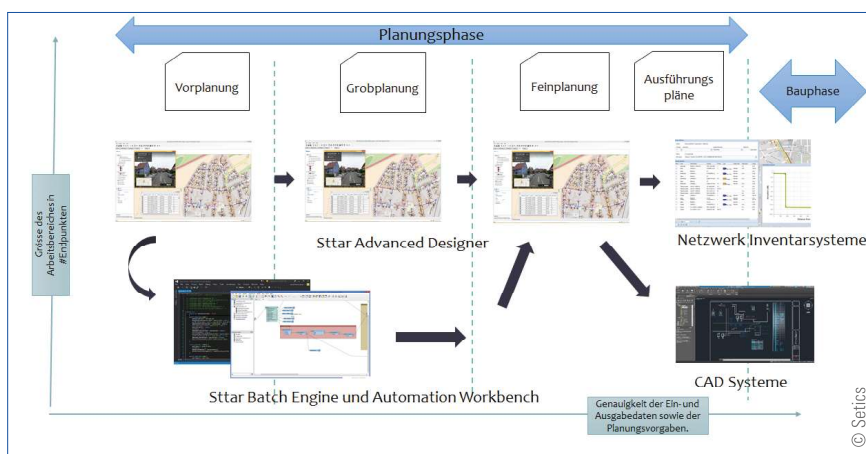 Planungsphase
Vorplanung
Grobplanung
Feinplanung
Ausführungs
pläne
Bauphase
Grösse des
Arbeitsbereiches in
#Endpunkten
Sttar Advanced Designer
Netzwerk Inventarsysteme
Sttar Batch Engine und Automation Workbench
CAD Systeme
Genauigkeit der Ein- und
Ausgabedaten sowie der
Planungsvorgaben.
© Setics